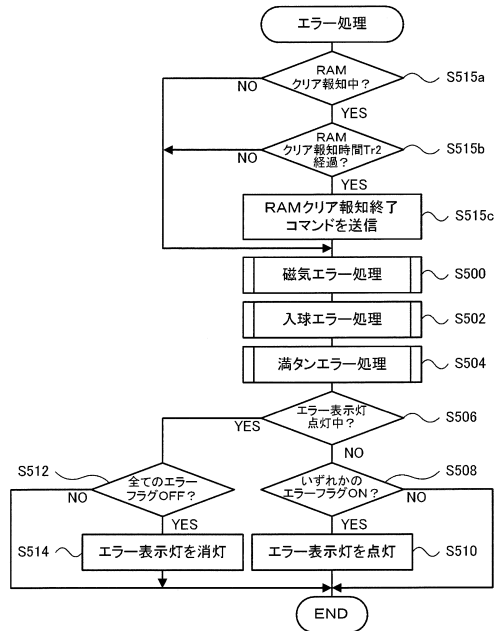 エラー処理
RAM
クリア報知中？
S515a
NO
YES
RAM
クリア報知時間Tr2
経過？
S515b
NO
YES
RAMクリア報知終了
コマンドを送信
S515c
磁気エラー処理
S500
入球エラー処理
S502
満タンエラー処理
S504
エラー表示灯
点灯中？
S506
YES
NO
S512
全てのエラー
フラグOFF？
NO
YES
いずれかの
エラーフラグON？
S508
NO
YES
S514
エラー表示灯を消灯
エラー表示灯を点灯
S510
END